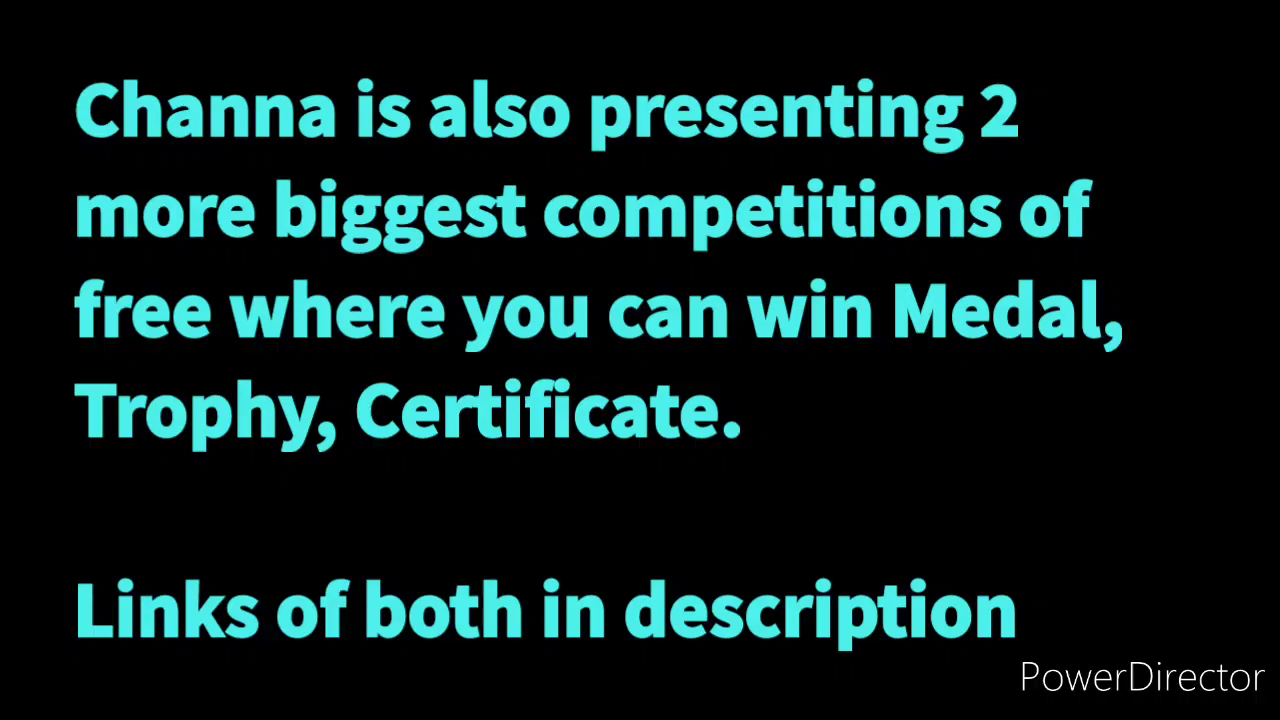 Channa is also presenting 2
more biggest competitions of
free where you can win Medal,
Trophy, Certificate.
Links of both in description
PowerDirector